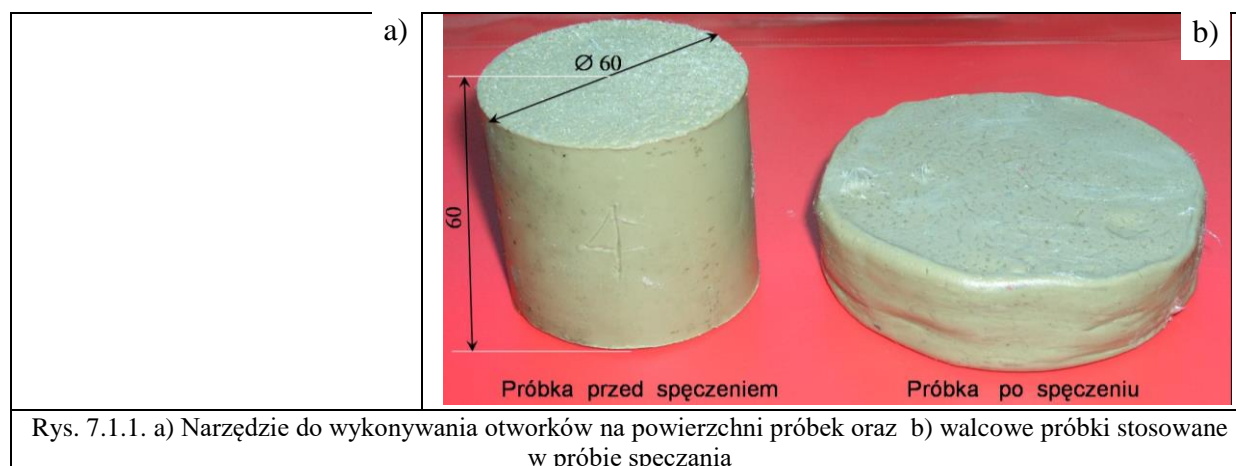 a)
b)
Ø 60
60
4
Próbka przed spęczeniem
Próbka po spęczeniu
Rys. 7.1.1. a) Narzędzie do wykonywania otworków na powierzchni próbek oraz b) walcowe próbki stosowane
w próbie spęczania